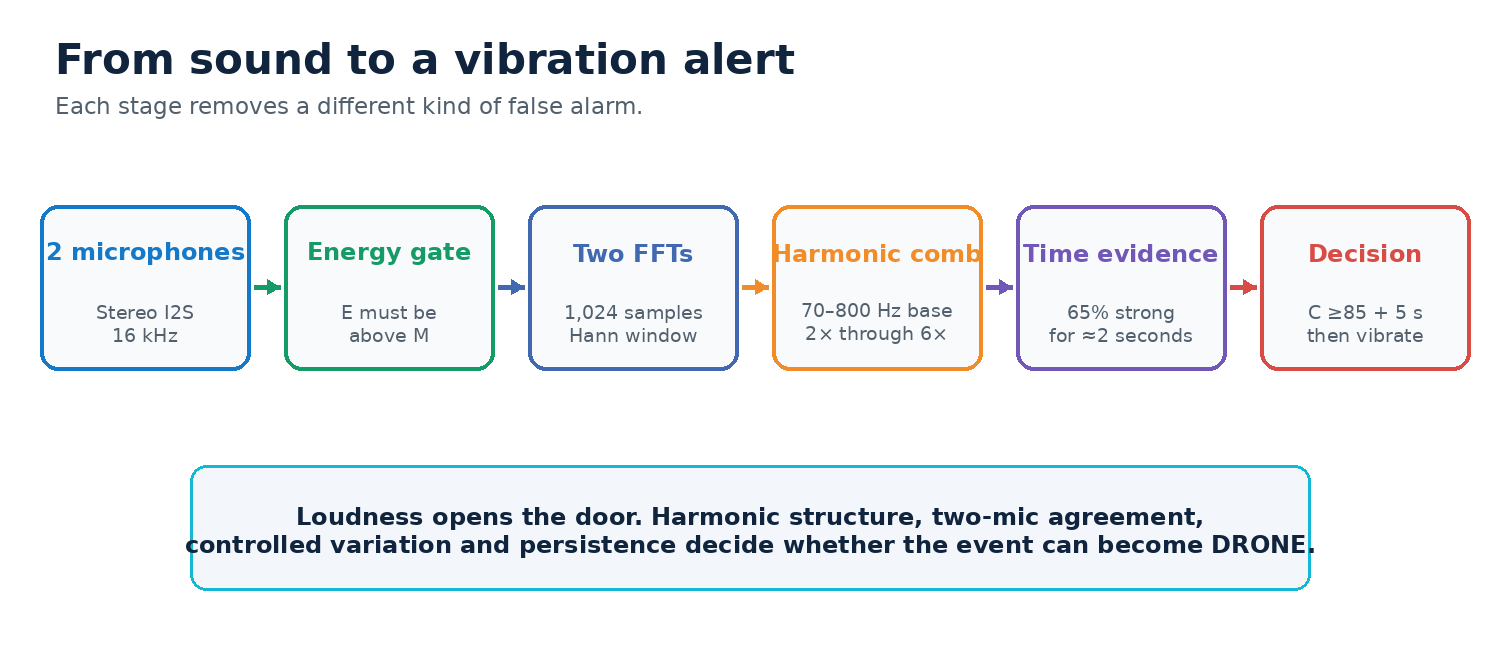 From sound to a vibration alert
Each stage removes a different kind of false alarm.
2 microphones
Stereo I2S
16 kHz
Energy gate
E must be
above M
Two FFTs
1,024 samples
Hann window
Harmonic comb
70–800 Hz base
2× through 6×
Time evidence
65% strong
for ≈2 seconds
Decision
C ≥85 + 5 s
then vibrate
Loudness opens the door. Harmonic structure, two-mic agreement,
controlled variation and persistence decide whether the event can become DRONE.